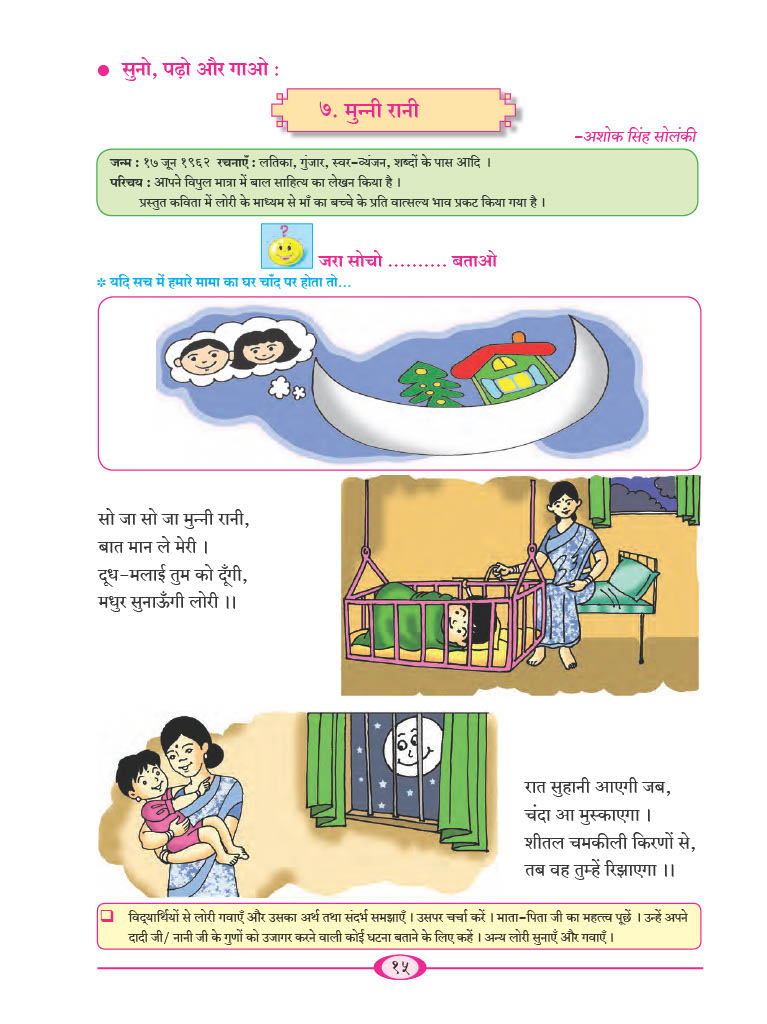 ● सुनो, पढ़ो और गाओ :
७. मुन्नी रानी
-अशोक सिंह सोलंकी
जन्म : १७ जून १९६२ रचनाएँ : लतिका, गुंजार, स्वर-व्यंजन, शब्दों के पास आदि ।
परिचय : आपने विपुल मात्रा में बाल साहित्य का लेखन किया है ।
प्रस्तुत कविता में लोरी के माध्यम से माँ का बच्चे के प्रति वात्सल्य भाव प्रकट किया गया है ।
?
जरा सोचो .......... बताओ
* यदि सच में हमारे मामा का घर चाँद पर होता तो...
सो जा सो जा मुन्नी रानी,
बात मान ले मेरी ।
दूध-मलाई तुम को दूँगी,
मधुर सुनाऊँगी लोरी ।।
रात सुहानी आएगी जब,
चंदा आ मुस्काएगा ।
शीतल चमकीली किरणों से,
तब वह तुम्हें रिझाएगा ।।
❑ विद्यार्थियों से लोरी गवाएँ और उसका अर्थ तथा संदर्भ समझाएँ । उसपर चर्चा करें । माता-पिता जी का महत्त्व पूछें । उन्हें अपने
दादी जी/ नानी जी के गुणों को उजागर करने वाली कोई घटना बताने के लिए कहें । अन्य लोरी सुनाएँ और गवाएँ ।
१५